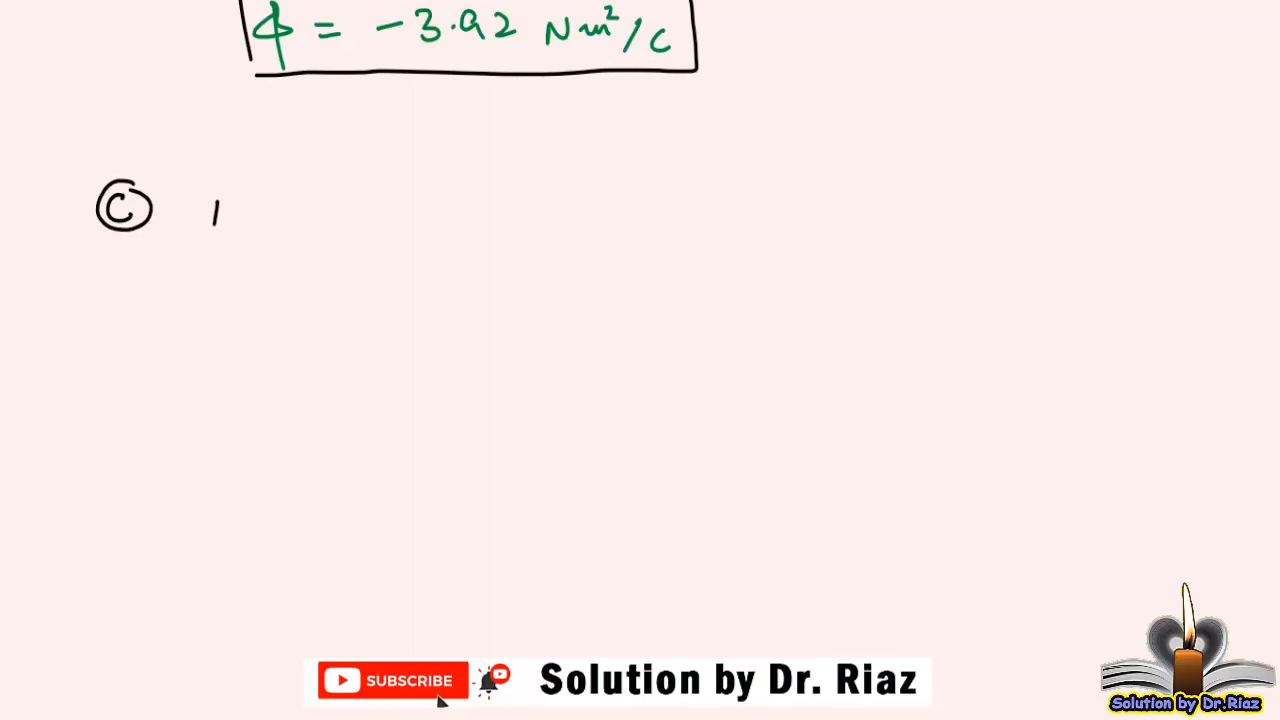 ϕ = -3.92 Nm²/C
Ⓒ I
SUBSCRIBE Solution by Dr. Riaz
Solution by Dr.Riaz